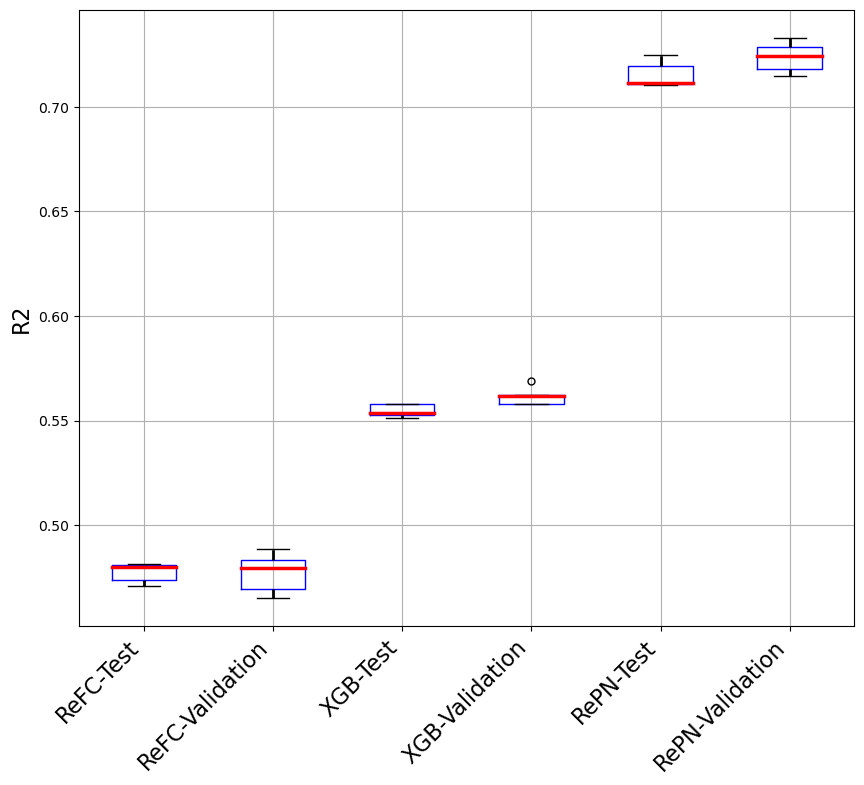 0.70
0.65
0.60
0.55
0.50
R2
ReFC-Test
ReFC-Validation
XGB-Test
XGB-Validation
RePN-Test
RePN-Validation